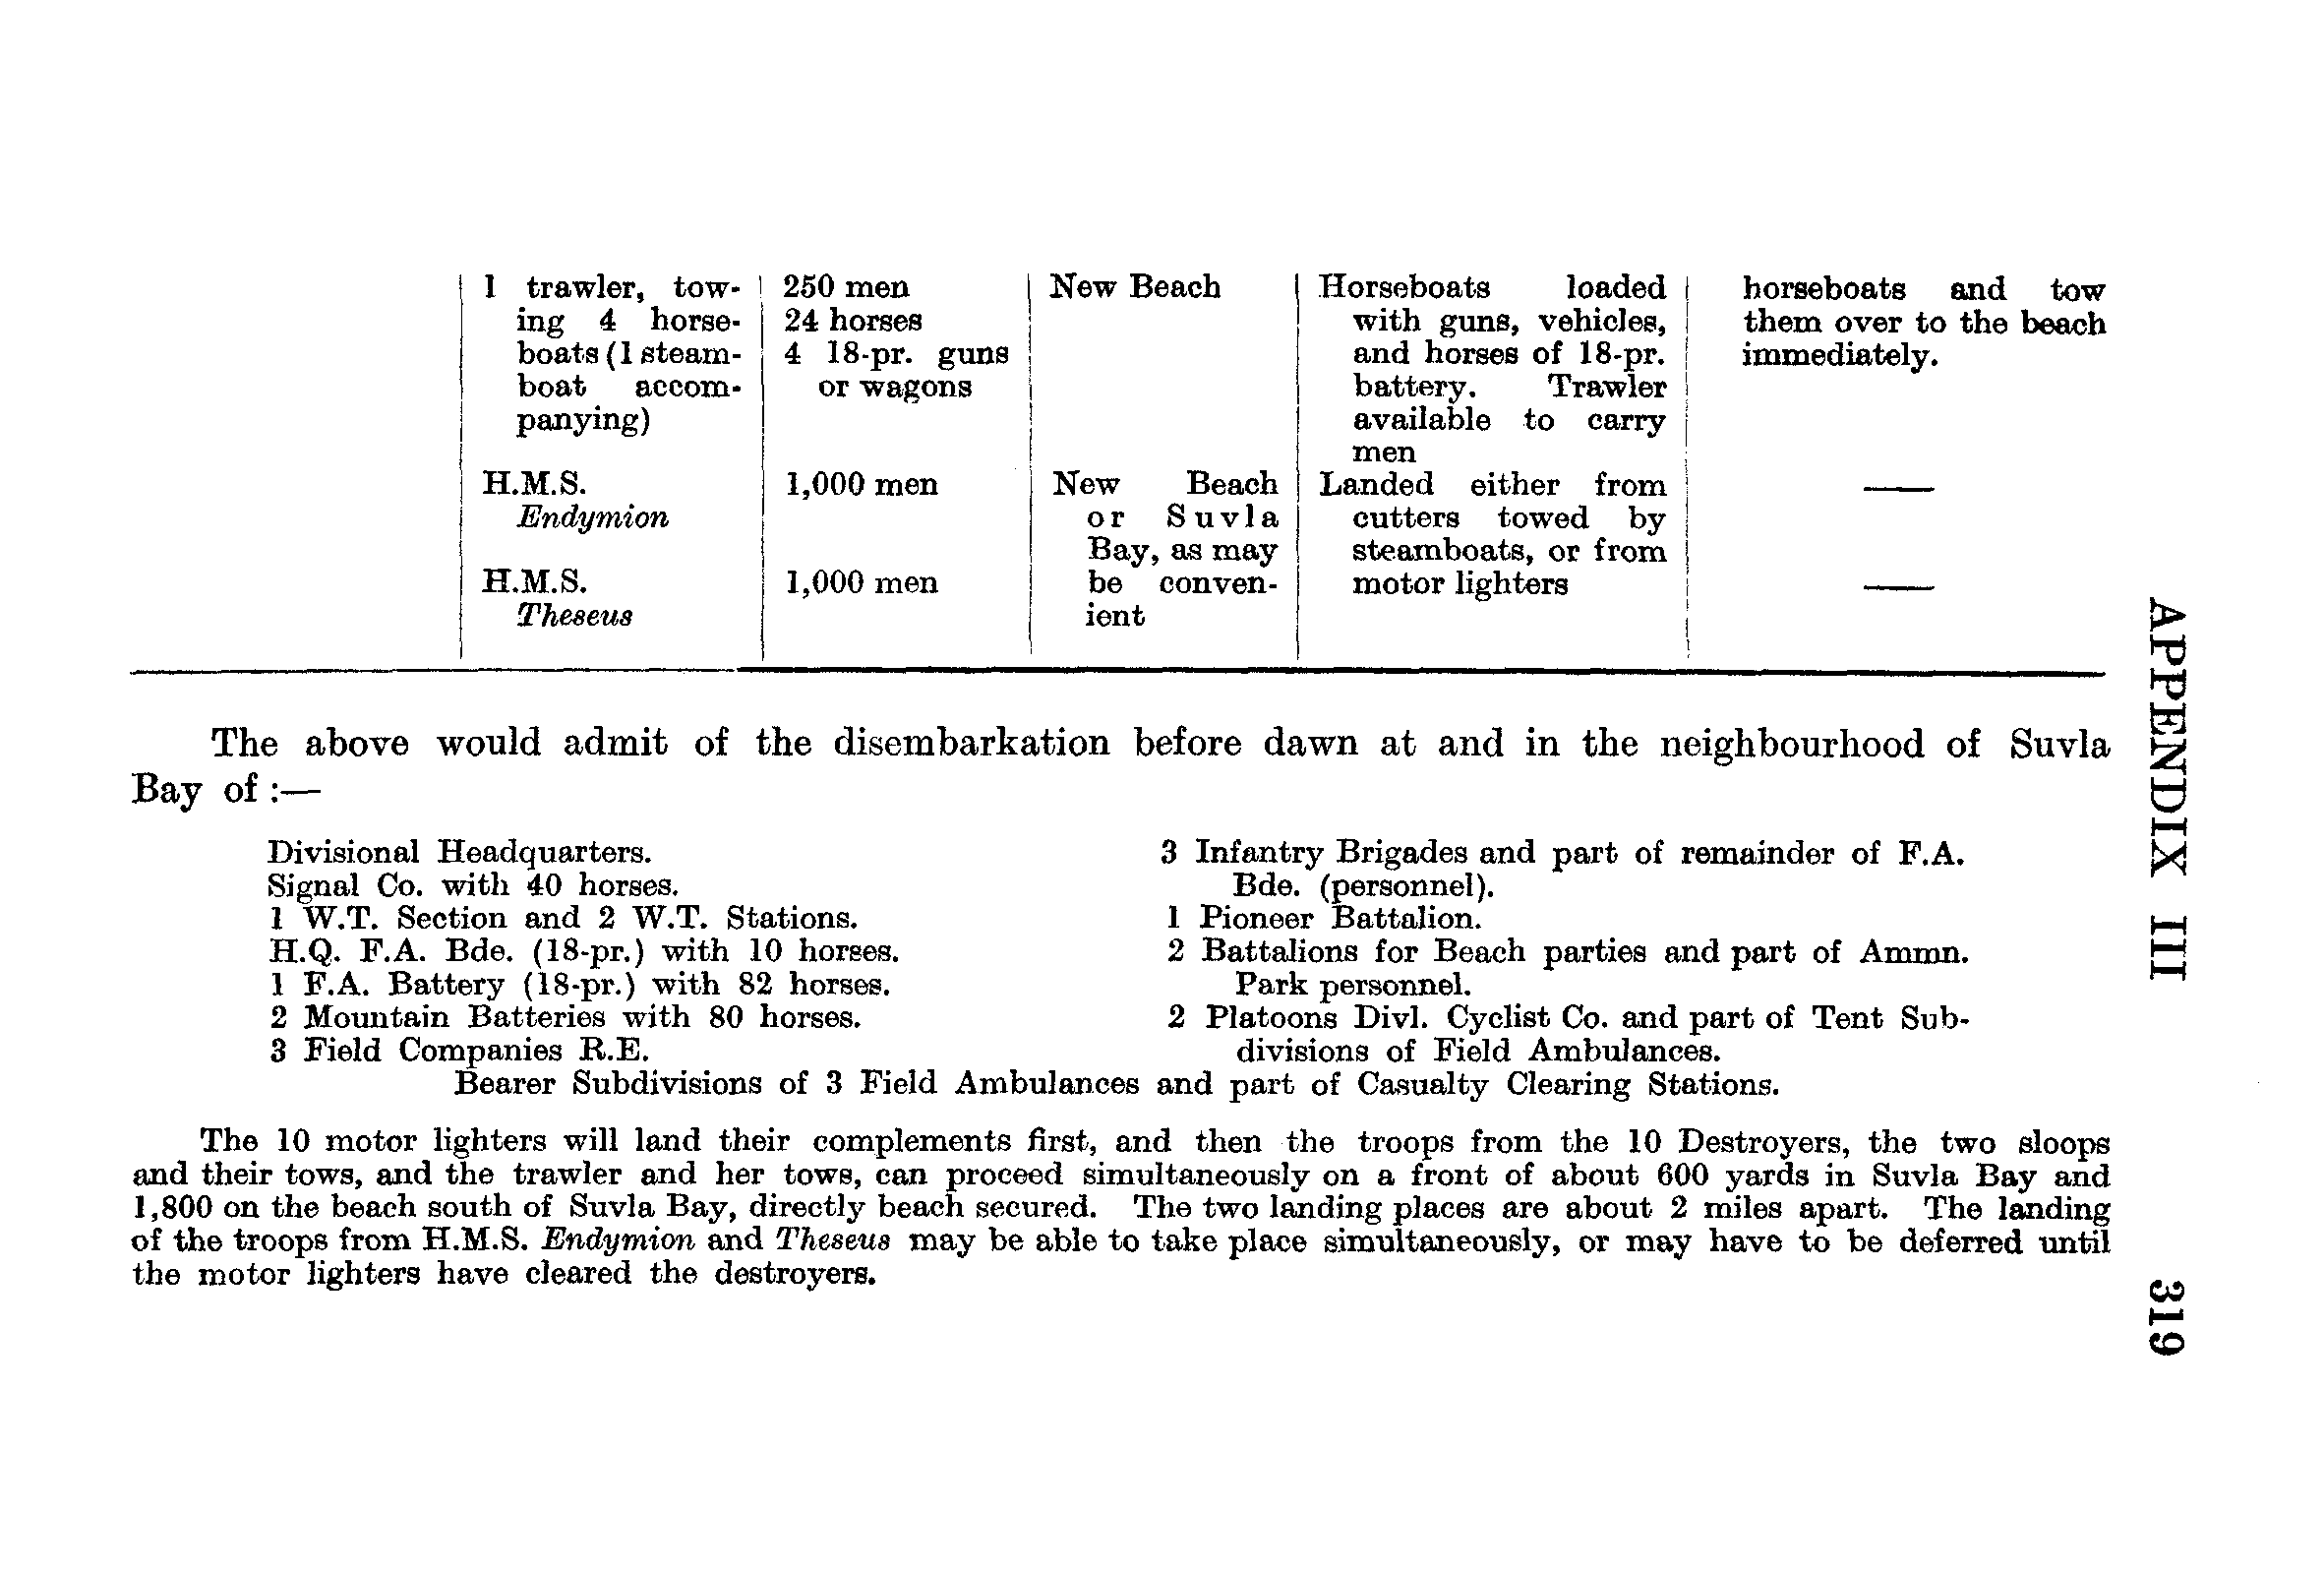 1 trawler, tow-
ing 4 horse-
boats (1 steam-
boat accom-
panying)
250 men
24 horses
4 18-pr. guns
or wagons
New Beach
Horseboats loaded
with guns, vehicles,
and horses of 18-pr.
battery. Trawler
available to carry
men
horseboats and tow
them over to the beach
immediately.
H.M.S.
Endymion
1,000 men
H.M.S.
Theseus
1,000 men
New Beach
or Suvla
Bay, as may
be conven-
ient
Landed either from
cutters towed by
steamboats, or from
motor lighters
—
—
The above would admit of the disembarkation before dawn at and in the neighbourhood of Suvla
Bay of :—
Divisional Headquarters.
Signal Co. with 40 horses.
1 W.T. Section and 2 W.T. Stations.
H.Q. F.A. Bde. (18-pr.) with 10 horses.
1 F.A. Battery (18-pr.) with 82 horses.
2 Mountain Batteries with 80 horses.
3 Field Companies R.E.
3 Infantry Brigades and part of remainder of F.A.
Bde. (personnel).
1 Pioneer Battalion.
2 Battalions for Beach parties and part of Ammn.
Park personnel.
2 Platoons Divl. Cyclist Co. and part of Tent Sub-
divisions of Field Ambulances.
Bearer Subdivisions of 3 Field Ambulances and part of Casualty Clearing Stations.
The 10 motor lighters will land their complements first, and then the troops from the 10 Destroyers, the two sloops
and their tows, and the trawler and her tows, can proceed simultaneously on a front of about 600 yards in Suvla Bay and
1,800 on the beach south of Suvla Bay, directly beach secured. The two landing places are about 2 miles apart. The landing
of the troops from H.M.S. Endymion and Theseus may be able to take place simultaneously, or may have to be deferred until
the motor lighters have cleared the destroyers.
APPENDIX III
319